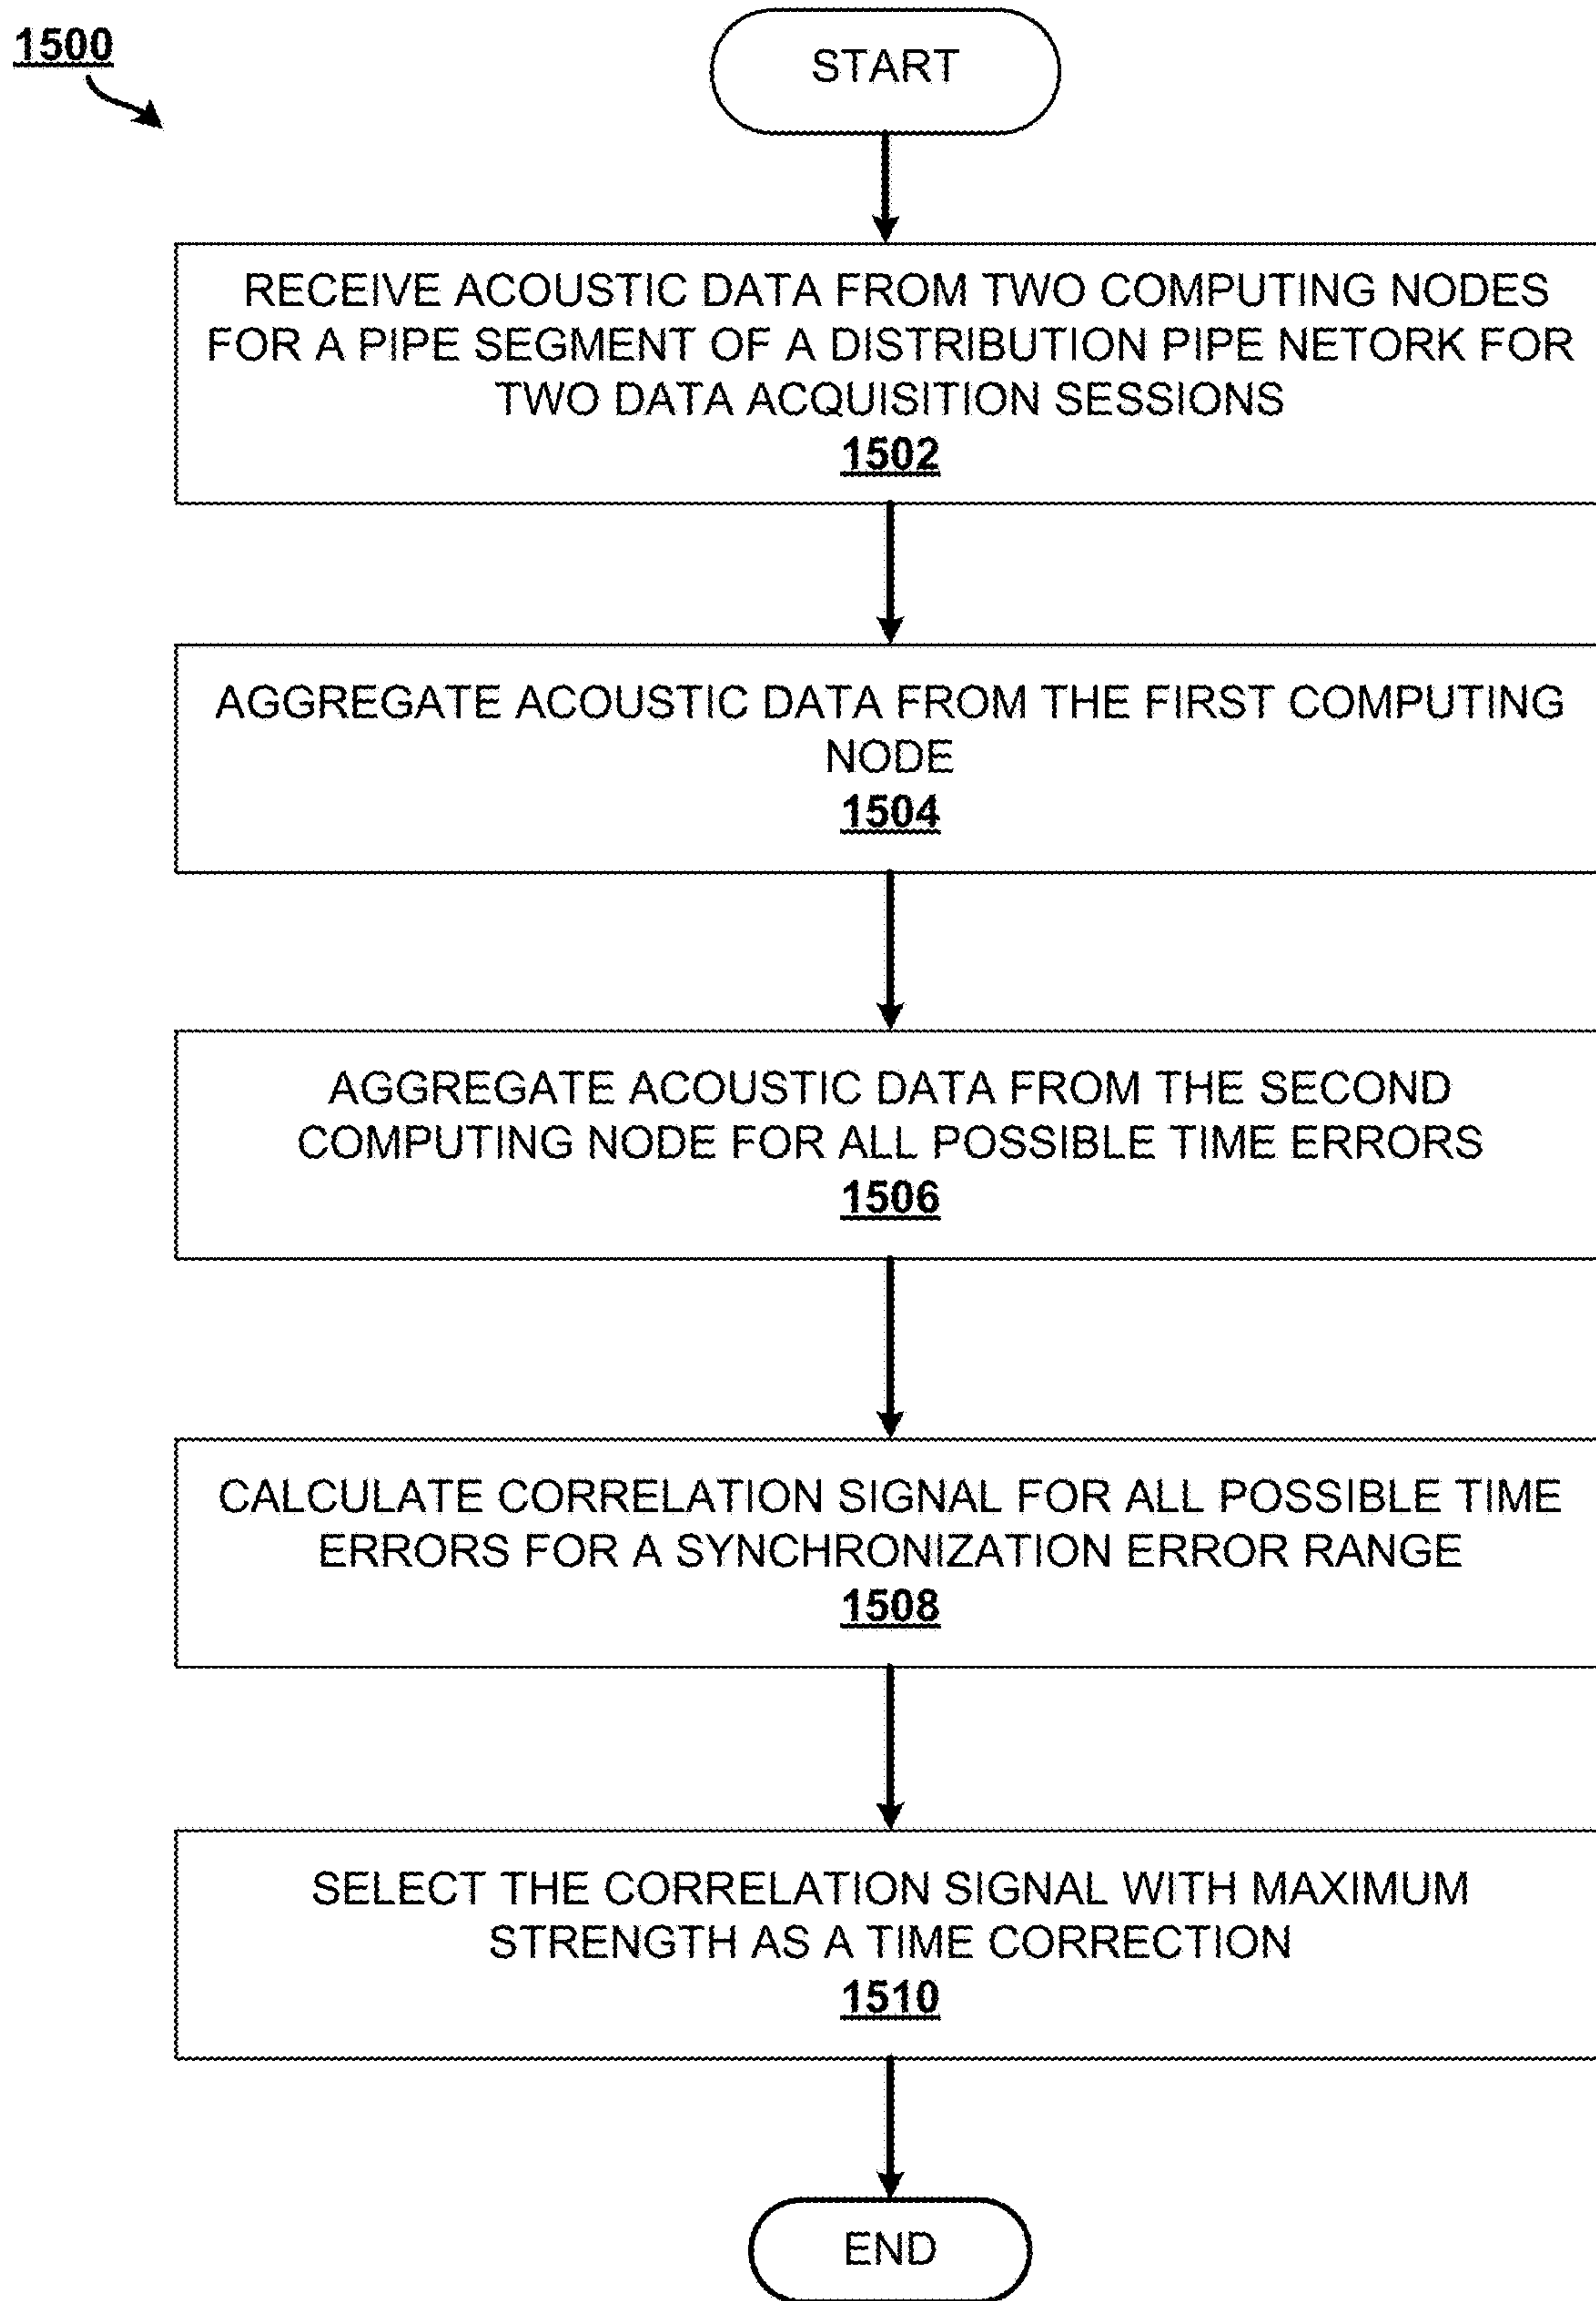 1500
START
RECEIVE ACOUSTIC DATA FROM TWO COMPUTING NODES
FOR A PIPE SEGMENT OF A DISTRIBUTION PIPE NETORK FOR
TWO DATA ACQUISITION SESSIONS
1502
AGGREGATE ACOUSTIC DATA FROM THE FIRST COMPUTING
NODE
1504
AGGREGATE ACOUSTIC DATA FROM THE SECOND
COMPUTING NODE FOR ALL POSSIBLE TIME ERRORS
1506
CALCULATE CORRELATION SIGNAL FOR ALL POSSIBLE TIME
ERRORS FOR A SYNCHRONIZATION ERROR RANGE
1508
SELECT THE CORRELATION SIGNAL WITH MAXIMUM
STRENGTH AS A TIME CORRECTION
1510
END